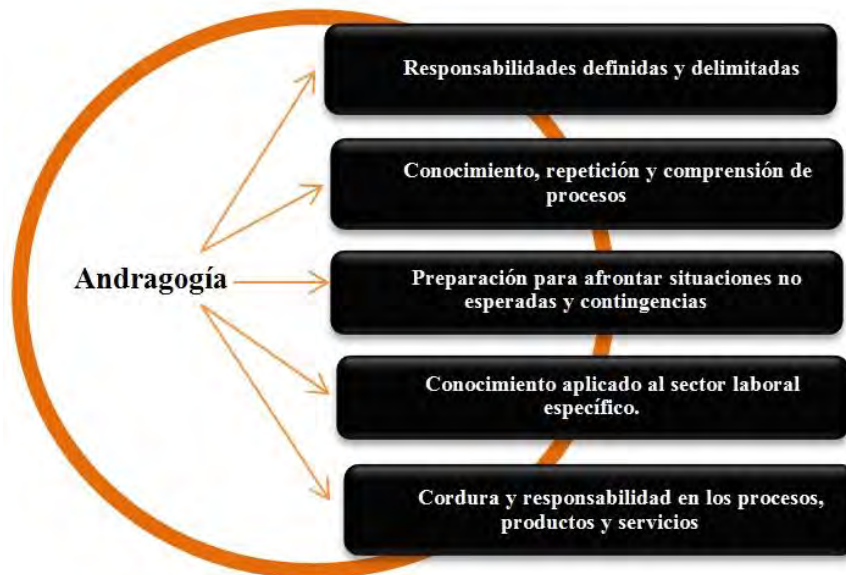 Responsabilidades definidas y delimitadas
Conocimiento, repetición y comprensión de
procesos
Andragogía
Preparación para afrontar situaciones no
esperadas y contingencias
Conocimiento aplicado al sector laboral
específico.
Cordura y responsabilidad en los procesos,
productos y servicios